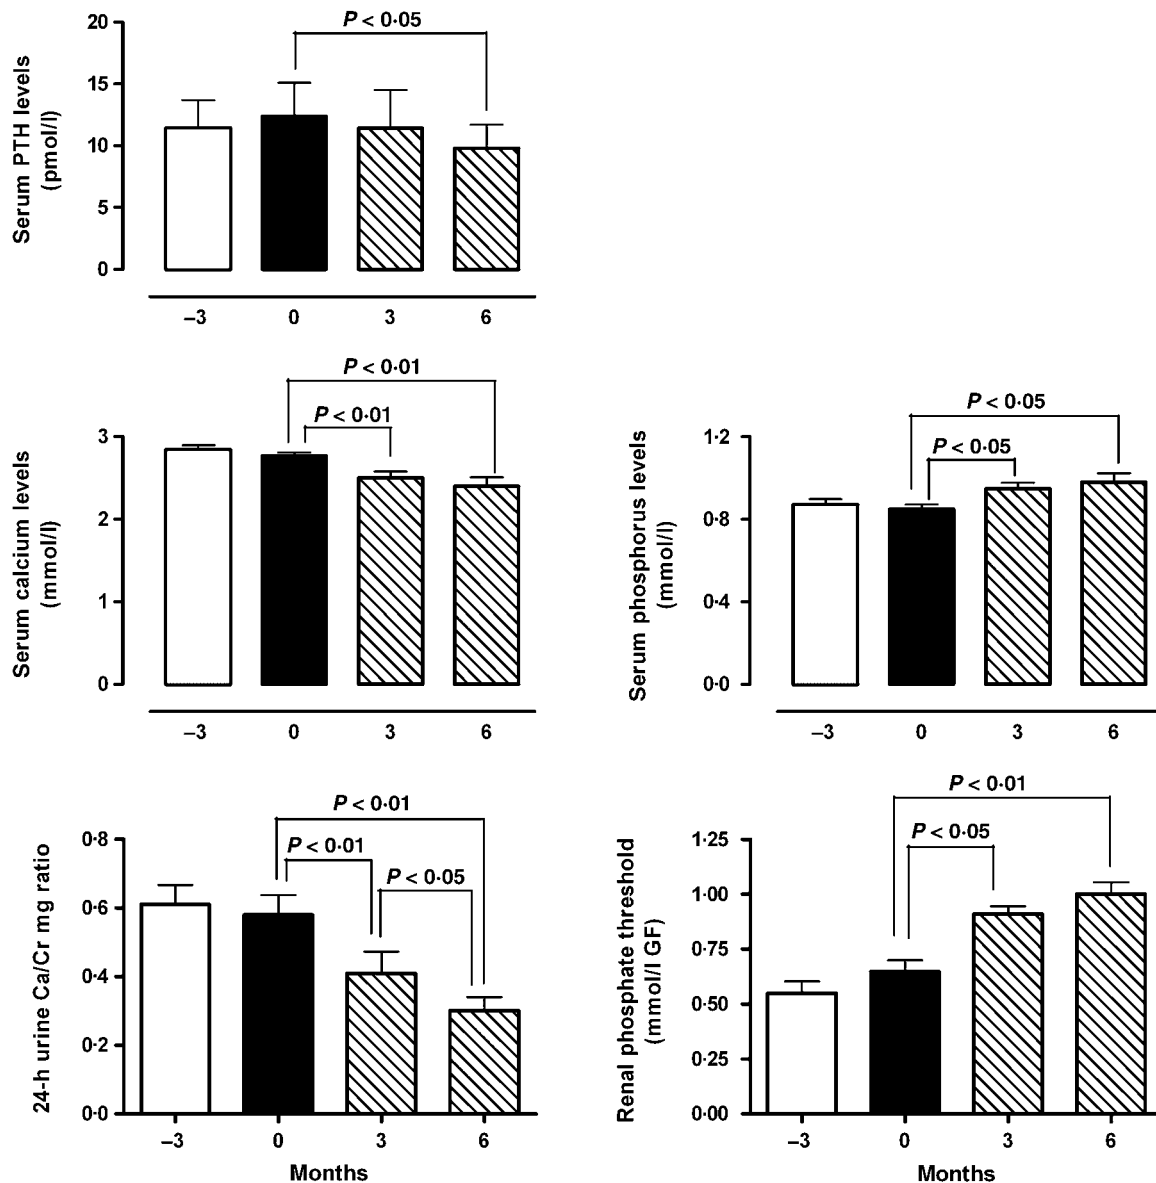 Serum PTH levels
(pmol/l)
20
15
10
5
0
P < 0·05
–3 0 3 6
Serum calcium levels
(mmol/l)
3
2
1
0
P < 0·01
P < 0·01
–3 0 3 6
Serum phosphorus levels
(mmol/l)
1·2
0·8
0·4
0·0
P < 0·05
P < 0·05
–3 0 3 6
24-h urine Ca/Cr mg ratio
0·8
0·6
0·4
0·2
0·0
P < 0·01
P < 0·01
P < 0·05
–3 0 3 6
Months
Renal phosphate threshold
(mmol/l GF)
1·25
1·00
0·75
0·50
0·25
0·00
P < 0·01
P < 0·05
–3 0 3 6
Months